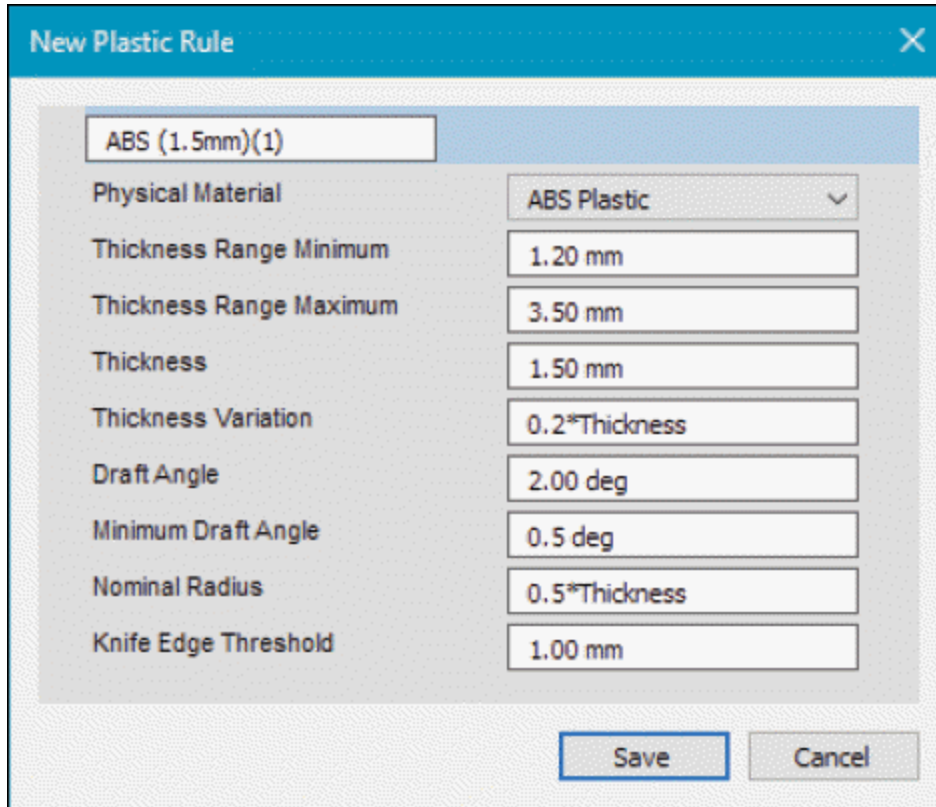 New Plastic Rule
ABS (1.5mm)(1)
Physical Material ABS Plastic
Thickness Range Minimum 1.20 mm
Thickness Range Maximum 3.50 mm
Thickness 1.50 mm
Thickness Variation 0.2*Thickness
Draft Angle 2.00 deg
Minimum Draft Angle 0.5 deg
Nominal Radius 0.5*Thickness
Knife Edge Threshold 1.00 mm
Save Cancel